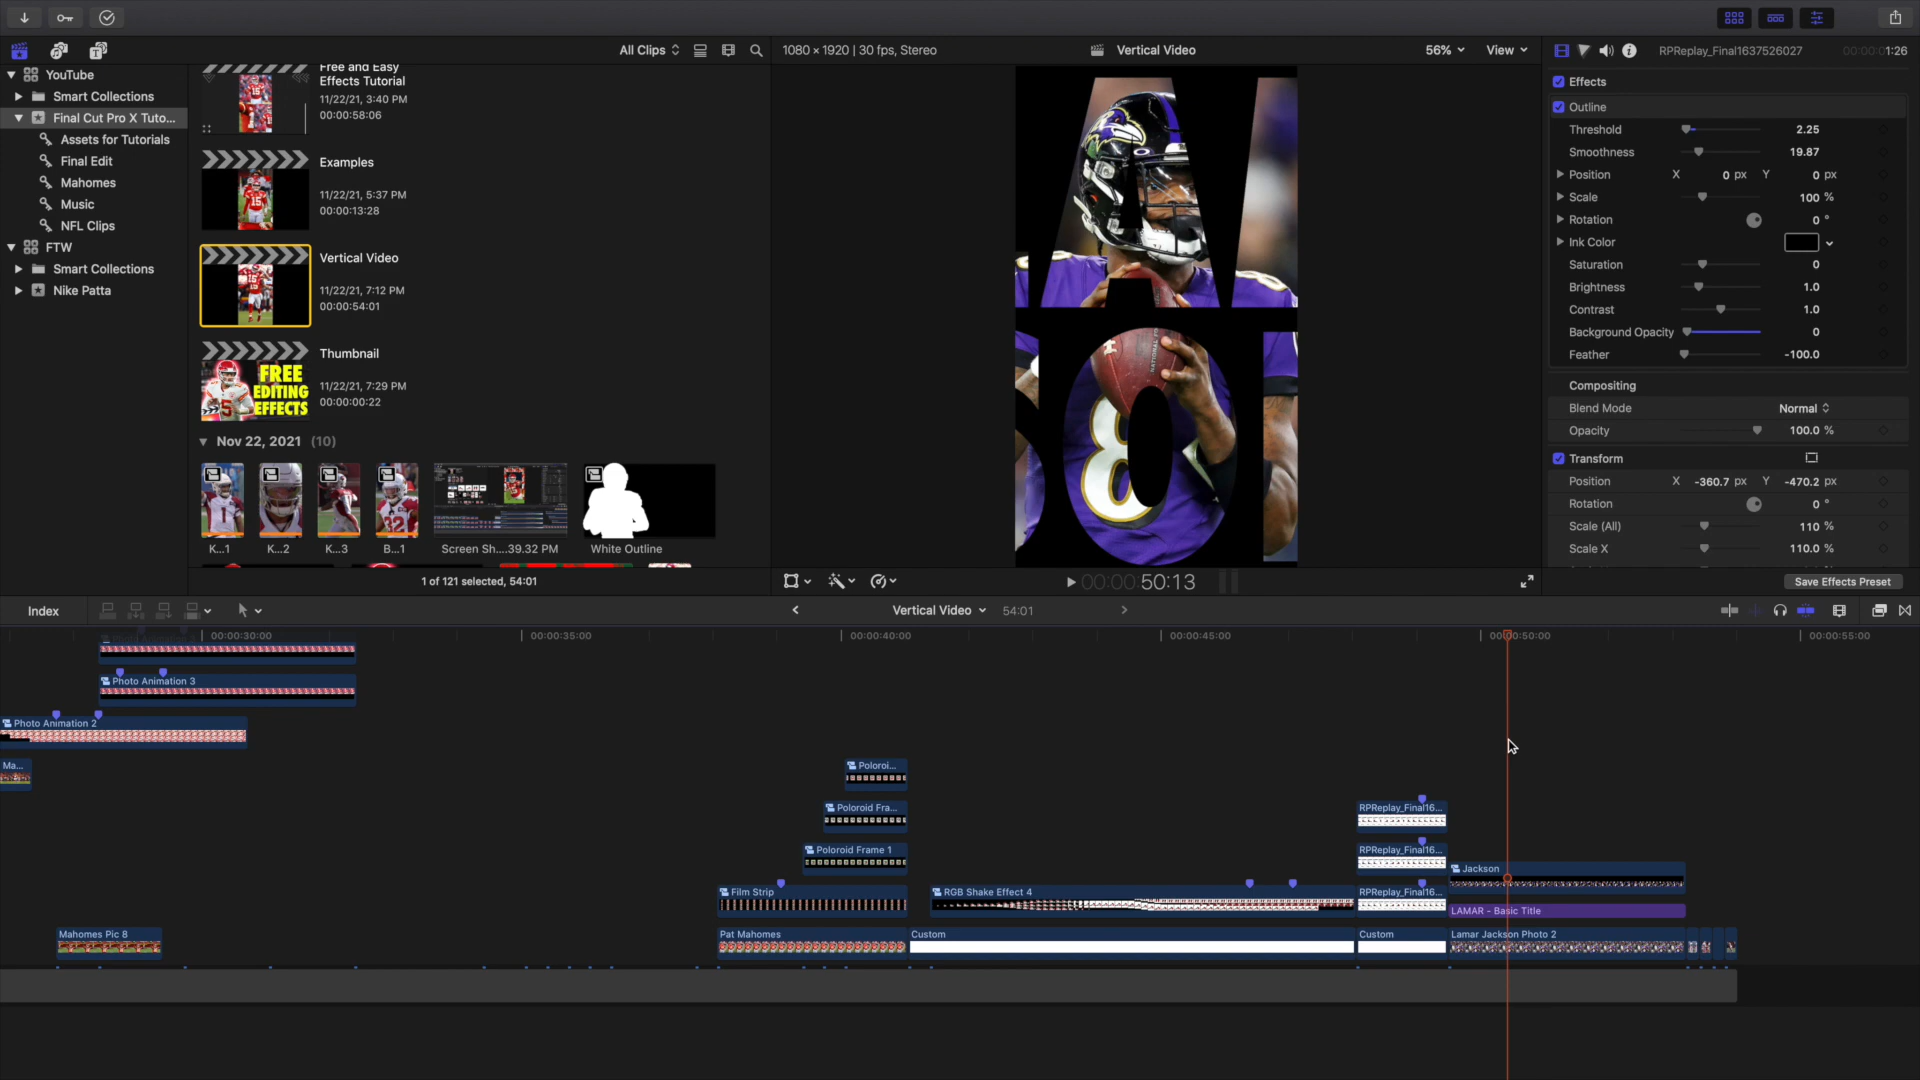 All Clips
1080 × 1920 | 30 fps, Stereo
Vertical Video
56%
View
RPReplay_Final1637526027
00:00:01:26
YouTube
Smart Collections
Final Cut Pro X Tuto...
Assets for Tutorials
Final Edit
Mahomes
Music
NFL Clips
FTW
Smart Collections
Nike Patta
Free and Easy
Effects Tutorial
11/22/21, 3:40 PM
00:00:58:06
Examples
11/22/21, 5:37 PM
00:00:13:28
Vertical Video
11/22/21, 7:12 PM
00:00:54:01
FREE
EDITING
EFFECTS
Thumbnail
11/22/21, 7:29 PM
00:00:00:22
Nov 22, 2021 (10)
K...1
K...2
K...3
B...1
Screen Sh....39.32 PM
White Outline
1 of 121 selected, 54:01
Effects
Outline
Threshold 2.25
Smoothness 19.87
Position X 0 px Y 0 px
Scale 100 %
Rotation 0 °
Ink Color
Saturation 0
Brightness 1.0
Contrast 1.0
Background Opacity 0
Feather -100.0
Compositing
Blend Mode Normal
Opacity 100.0 %
Transform
Position X -360.7 px Y -470.2 px
Rotation 0 °
Scale (All) 110 %
Scale X 110.0 %
Save Effects Preset
00:00:50:13
Index
Vertical Video
54:01
00:00:30:00
00:00:35:00
00:00:40:00
00:00:45:00
00:00:50:00
00:00:55:00
Photo Animation 3
Photo Animation 2
Ma...
Poloroi...
Poloroid Fra...
RPReplay_Final16...
Poloroid Frame 1
RPReplay_Final16...
Jackson
Film Strip
RGB Shake Effect 4
RPReplay_Final16...
LAMAR - Basic Title
Mahomes Pic 8
Pat Mahomes
Custom
Custom
Lamar Jackson Photo 2